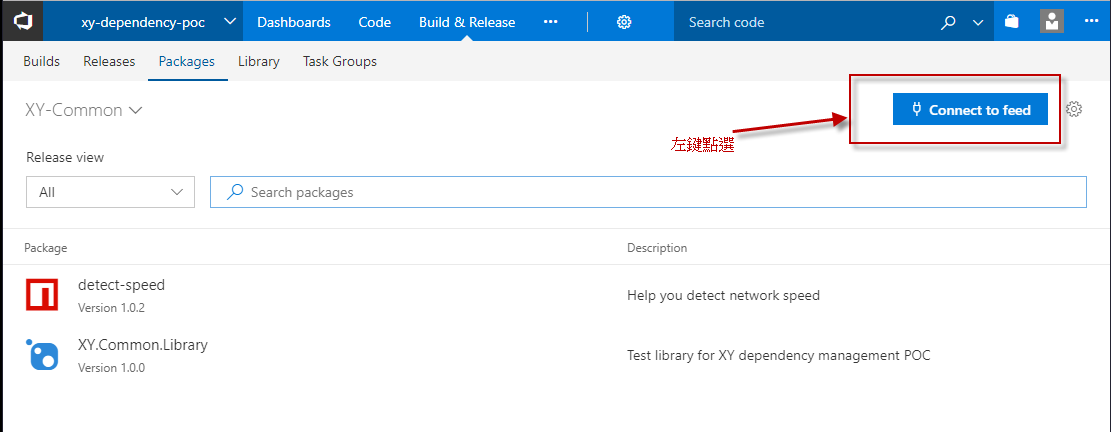 xy-dependency-poc Dashboards Code Build & Release ••• Search code •••
Builds Releases Packages Library Task Groups
XY-Common
Connect to feed
左鍵點選
Release view
All
Search packages
Package Description
detect-speed
Version 1.0.2
Help you detect network speed
XY.Common.Library
Version 1.0.0
Test library for XY dependency management POC